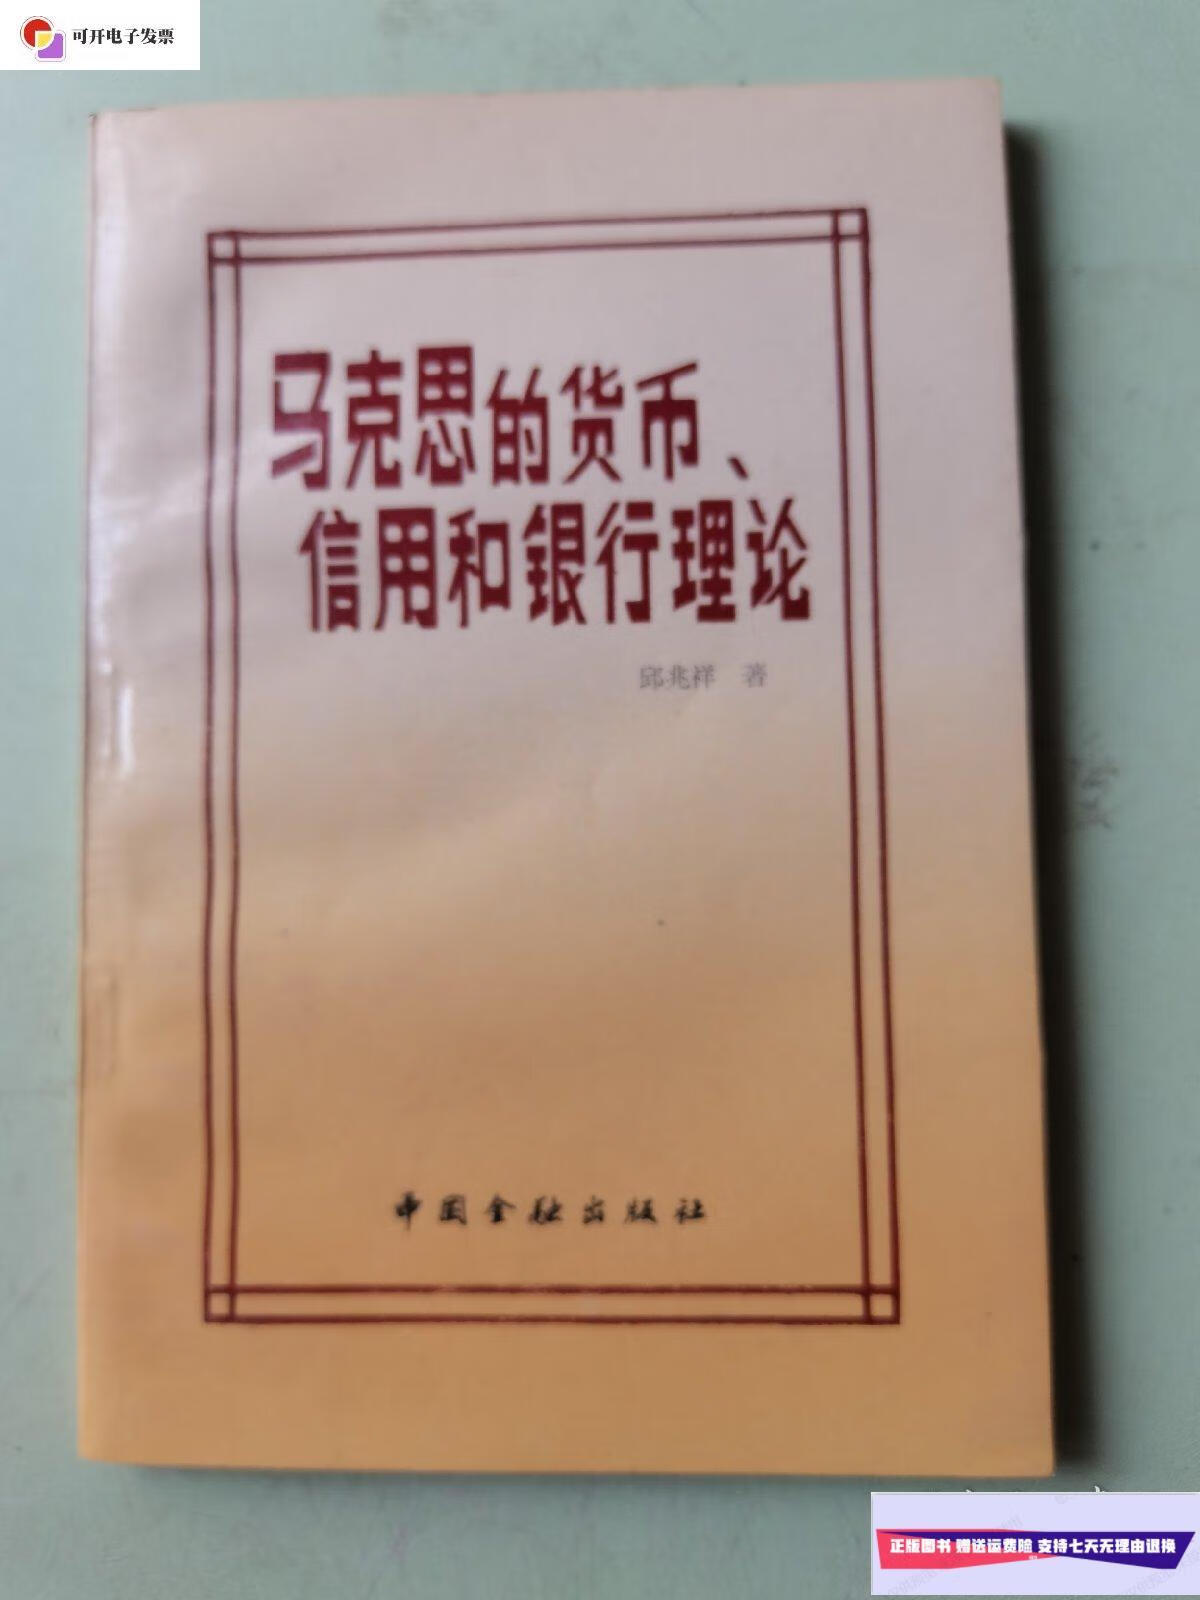 可开电子发票
马克思的货币、
信用和银行理论
邱兆祥 著
中国金融出版社
正版图书 赠送运费险 支持七天无理由退换